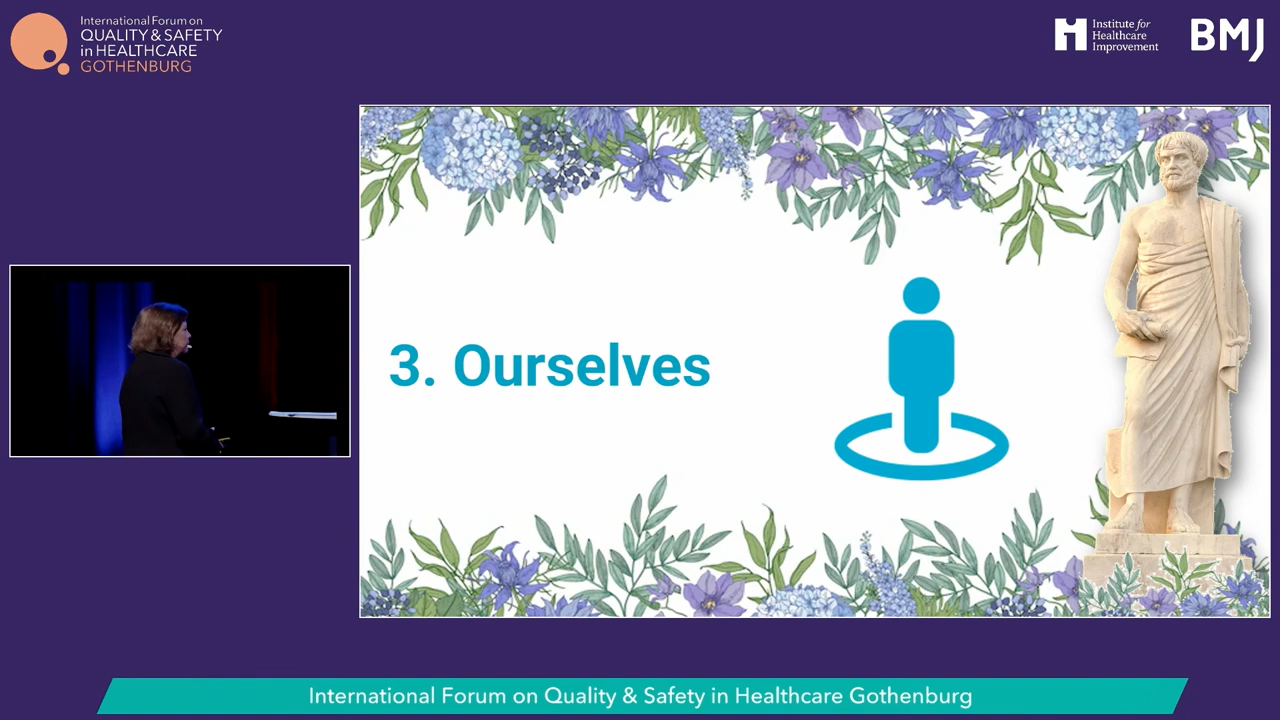 International Forum on
QUALITY & SAFETY
in HEALTHCARE
GOTHENBURG
Institute for
Healthcare
Improvement
BMJ
3. Ourselves
International Forum on Quality & Safety in Healthcare Gothenburg